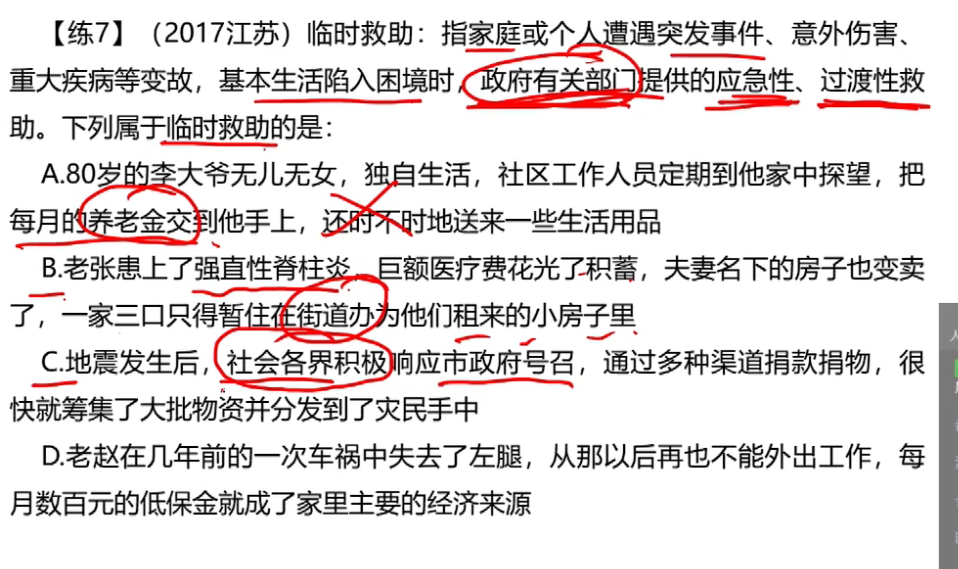 【练7】（2017江苏）临时救助：指家庭或个人遭遇突发事件、意外伤害、
重大疾病等变故，基本生活陷入困境时，政府有关部门提供的应急性、过渡性救
助。下列属于临时救助的是：
A.80岁的李大爷无儿无女，独自生活，社区工作人员定期到他家中探望，把
每月的养老金交到他手上，还时不时地送来一些生活用品
B.老张患上了强直性脊柱炎，巨额医疗费花光了积蓄，夫妻名下的房子也变卖
了，一家三口只得暂住在街道办为他们租来的小房子里
C.地震发生后，社会各界积极响应市政府号召，通过多种渠道捐款捐物，很
快就筹集了大批物资并分发到了灾民手中
D.老赵在几年前的一次车祸中失去了左腿，从那以后再也不能外出工作，每
月数百元的低保金就成了家里主要的经济来源